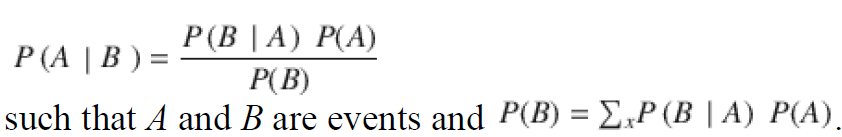 P(A | B) = P(B | A) P(A) / P(B)
such that A and B are events and P(B) = ∑ₓP(B | A) P(A).